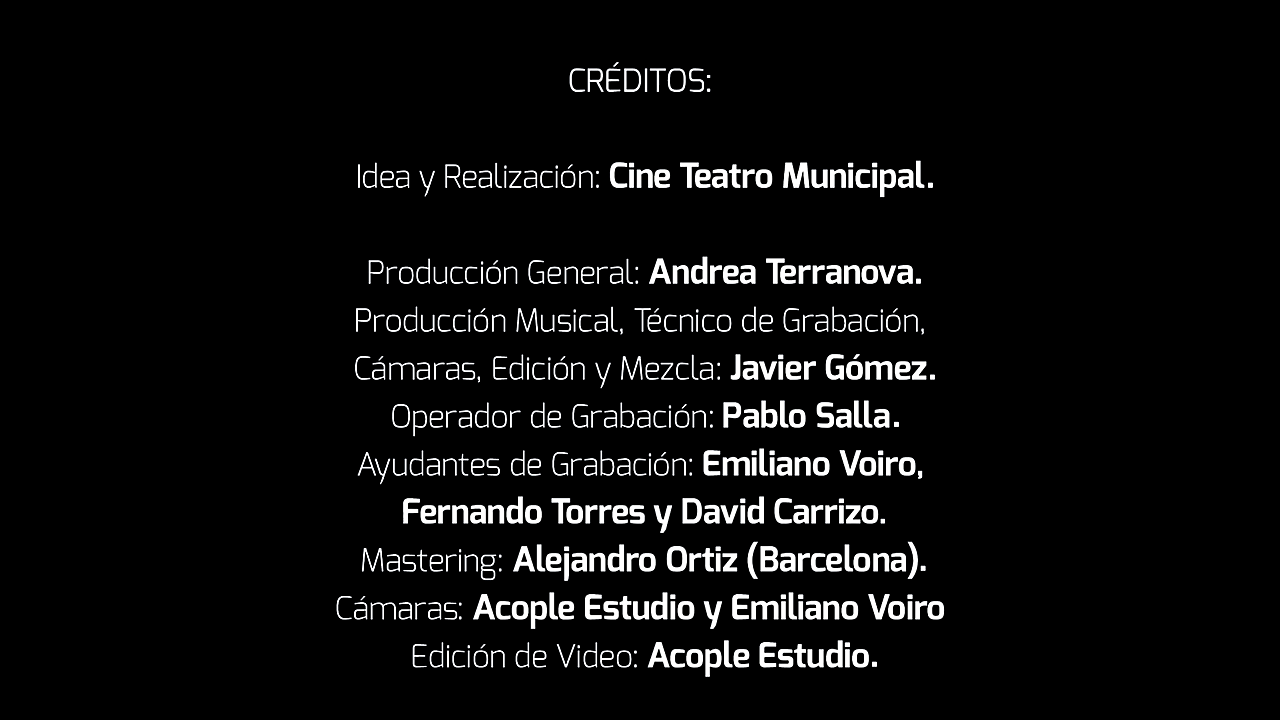 CRÉDITOS:
Idea y Realización: Cine Teatro Municipal.
Producción General: Andrea Terranova.
Producción Musical, Técnico de Grabación,
Cámaras, Edición y Mezcla: Javier Gómez.
Operador de Grabación: Pablo Salla.
Ayudantes de Grabación: Emiliano Voiro,
Fernando Torres y David Carrizo.
Mastering: Alejandro Ortiz (Barcelona).
Cámaras: Acople Estudio y Emiliano Voiro
Edición de Video: Acople Estudio.